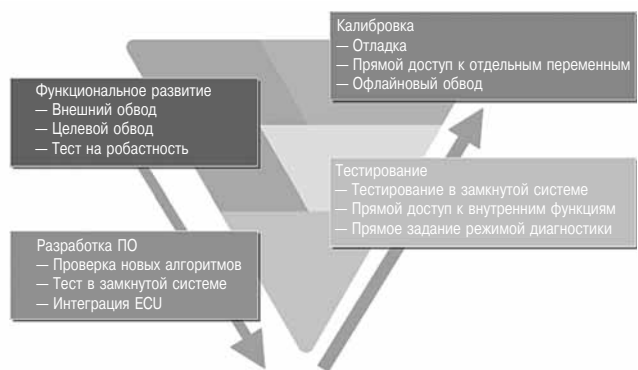 Функциональное развитие
— Внешний обвод
— Целевой обвод
— Тест на робастность
Разработка ПО
— Проверка новых алгоритмов
— Тест в замкнутой системе
— Интеграция ECU
Калибровка
— Отладка
— Прямой доступ к отдельным переменным
— Офлайновый обвод
Тестирование
— Тестирование в замкнутой системе
— Прямой доступ к внутренним функциям
— Прямое задание режимой диагностики